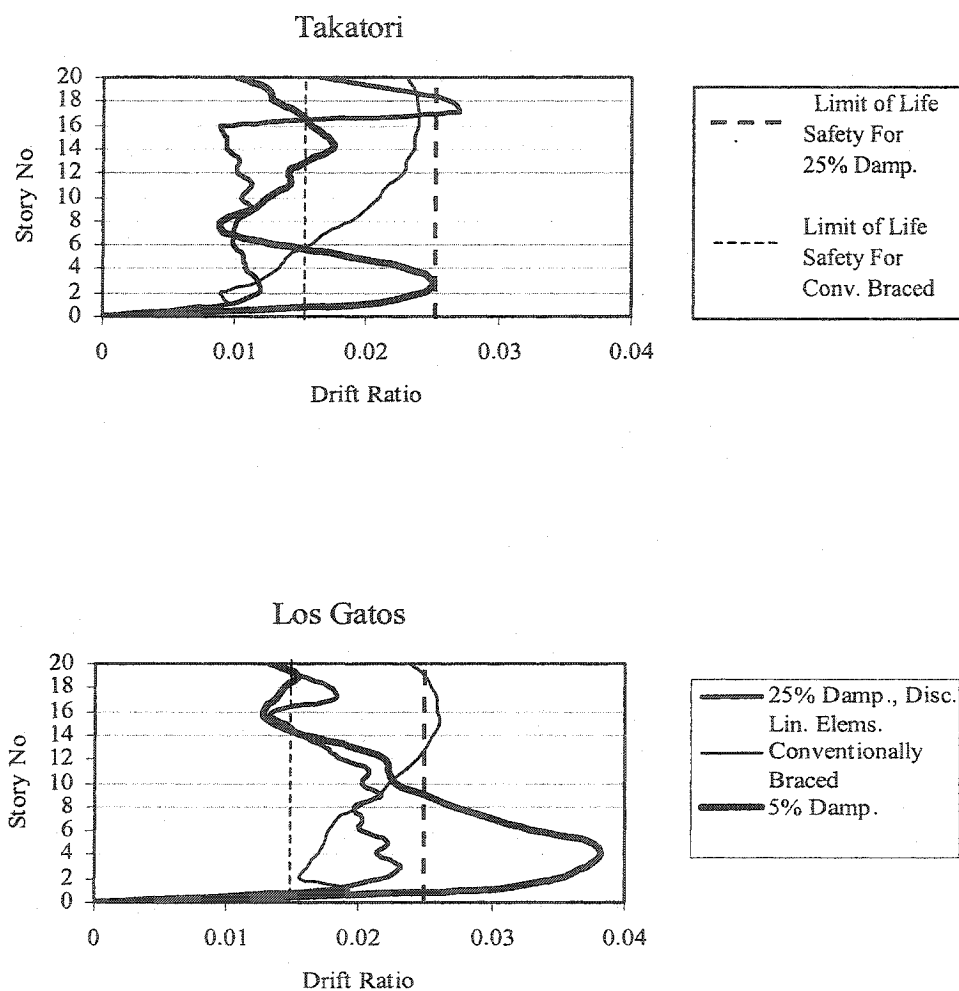 Takatori
20
18
16
14
12
10
8
6
4
2
0
Story No.
0 0.01 0.02 0.03 0.04
Drift Ratio
Limit of Life
Safety For
25% Damp.
Limit of Life
Safety For
Conv. Braced
Los Gatos
20
18
16
14
12
10
8
6
4
2
0
Story No
0 0.01 0.02 0.03 0.04
Drift Ratio
25% Damp., Disc.
Lin. Elems.
Conventionally
Braced
5% Damp.